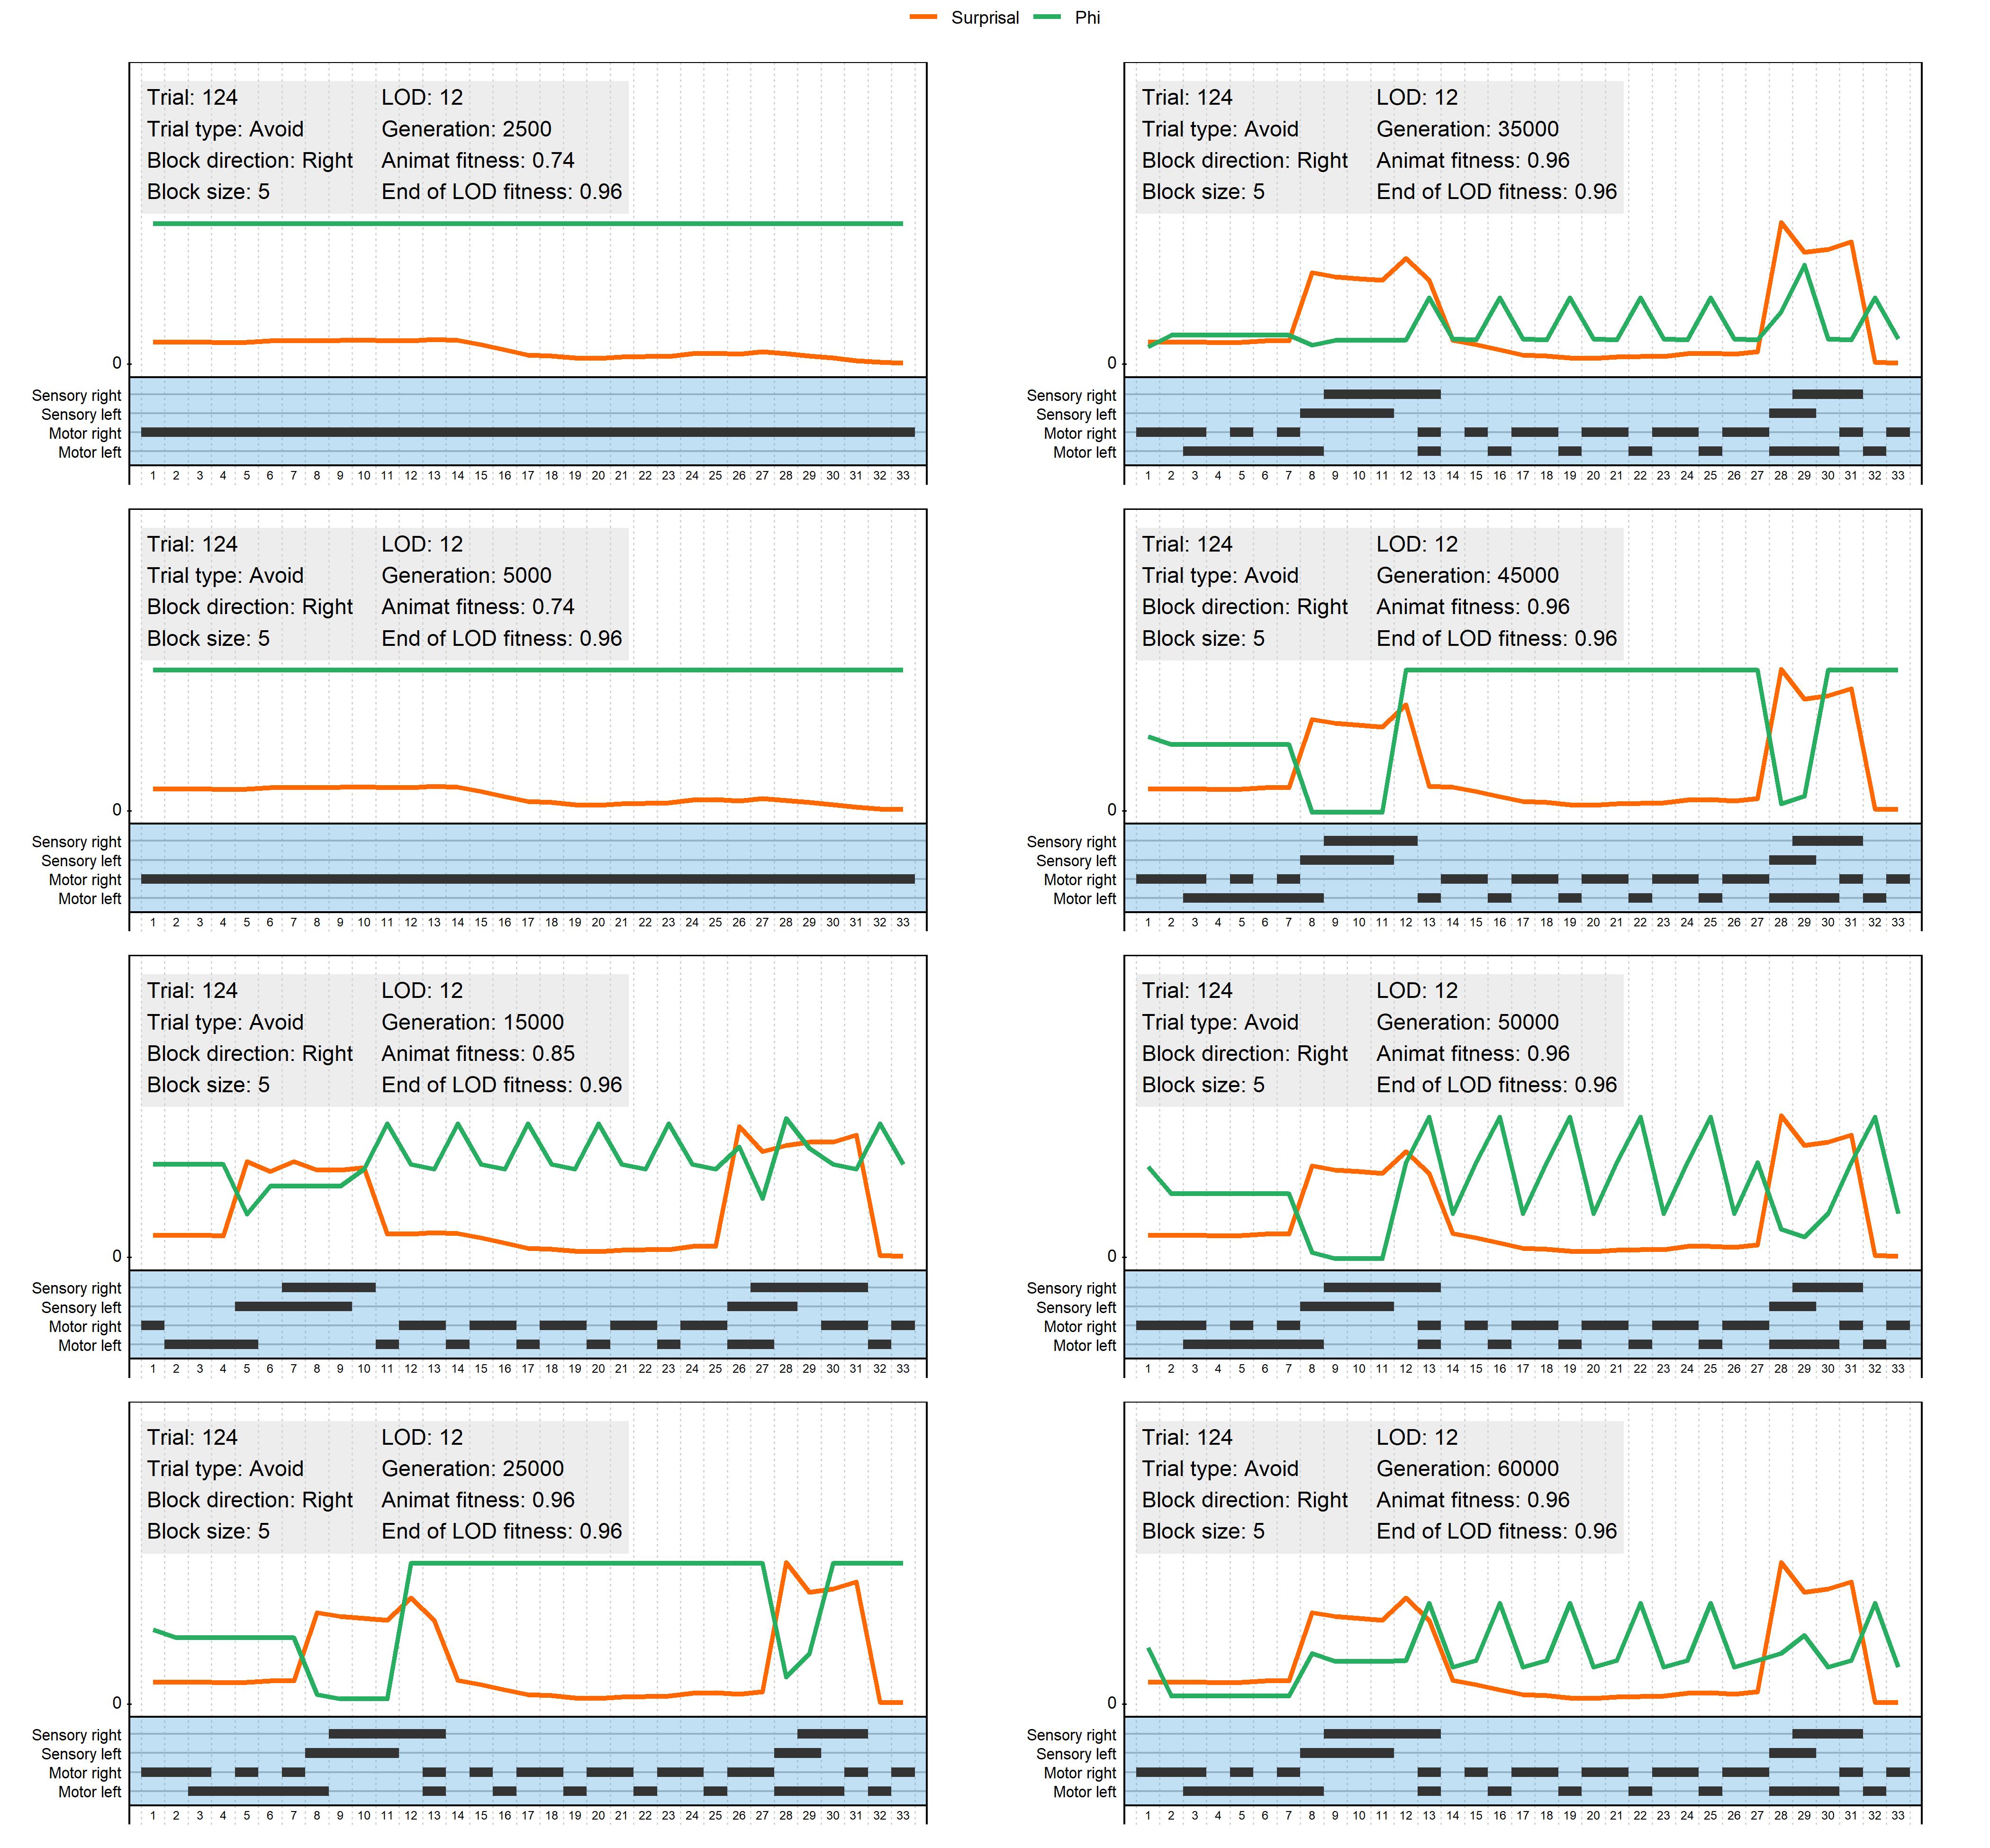 Surprisal Phi
Trial: 124 LOD: 12
Trial type: Avoid Generation: 2500
Block direction: Right Animat fitness: 0.74
Block size: 5 End of LOD fitness: 0.96
0
Sensory right
Sensory left
Motor right
Motor left
1 2 3 4 5 6 7 8 9 10 11 12 13 14 15 16 17 18 19 20 21 22 23 24 25 26 27 28 29 30 31 32 33
Trial: 124 LOD: 12
Trial type: Avoid Generation: 35000
Block direction: Right Animat fitness: 0.96
Block size: 5 End of LOD fitness: 0.96
0
Sensory right
Sensory left
Motor right
Motor left
1 2 3 4 5 6 7 8 9 10 11 12 13 14 15 16 17 18 19 20 21 22 23 24 25 26 27 28 29 30 31 32 33
Trial: 124 LOD: 12
Trial type: Avoid Generation: 5000
Block direction: Right Animat fitness: 0.74
Block size: 5 End of LOD fitness: 0.96
0
Sensory right
Sensory left
Motor right
Motor left
1 2 3 4 5 6 7 8 9 10 11 12 13 14 15 16 17 18 19 20 21 22 23 24 25 26 27 28 29 30 31 32 33
Trial: 124 LOD: 12
Trial type: Avoid Generation: 45000
Block direction: Right Animat fitness: 0.96
Block size: 5 End of LOD fitness: 0.96
0
Sensory right
Sensory left
Motor right
Motor left
1 2 3 4 5 6 7 8 9 10 11 12 13 14 15 16 17 18 19 20 21 22 23 24 25 26 27 28 29 30 31 32 33
Trial: 124 LOD: 12
Trial type: Avoid Generation: 15000
Block direction: Right Animat fitness: 0.85
Block size: 5 End of LOD fitness: 0.96
0
Sensory right
Sensory left
Motor right
Motor left
1 2 3 4 5 6 7 8 9 10 11 12 13 14 15 16 17 18 19 20 21 22 23 24 25 26 27 28 29 30 31 32 33
Trial: 124 LOD: 12
Trial type: Avoid Generation: 50000
Block direction: Right Animat fitness: 0.96
Block size: 5 End of LOD fitness: 0.96
0
Sensory right
Sensory left
Motor right
Motor left
1 2 3 4 5 6 7 8 9 10 11 12 13 14 15 16 17 18 19 20 21 22 23 24 25 26 27 28 29 30 31 32 33
Trial: 124 LOD: 12
Trial type: Avoid Generation: 25000
Block direction: Right Animat fitness: 0.96
Block size: 5 End of LOD fitness: 0.96
0
Sensory right
Sensory left
Motor right
Motor left
1 2 3 4 5 6 7 8 9 10 11 12 13 14 15 16 17 18 19 20 21 22 23 24 25 26 27 28 29 30 31 32 33
Trial: 124 LOD: 12
Trial type: Avoid Generation: 60000
Block direction: Right Animat fitness: 0.96
Block size: 5 End of LOD fitness: 0.96
0
Sensory right
Sensory left
Motor right
Motor left
1 2 3 4 5 6 7 8 9 10 11 12 13 14 15 16 17 18 19 20 21 22 23 24 25 26 27 28 29 30 31 32 33